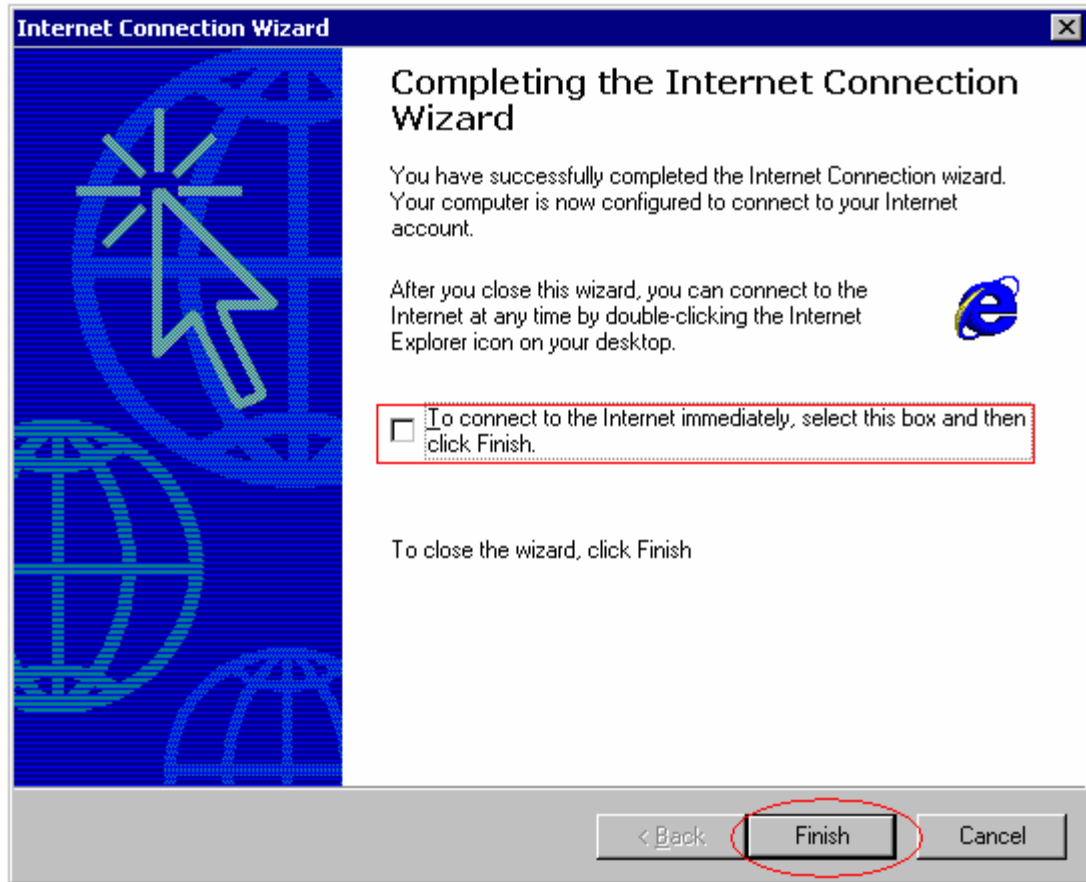 Internet Connection Wizard
Completing the Internet Connection
Wizard
You have successfully completed the Internet Connection wizard.
Your computer is now configured to connect to your Internet
account.
After you close this wizard, you can connect to the
Internet at any time by double-clicking the Internet
Explorer icon on your desktop.
To connect to the Internet immediately, select this box and then
click Finish.
To close the wizard, click Finish
< Back
Finish
Cancel